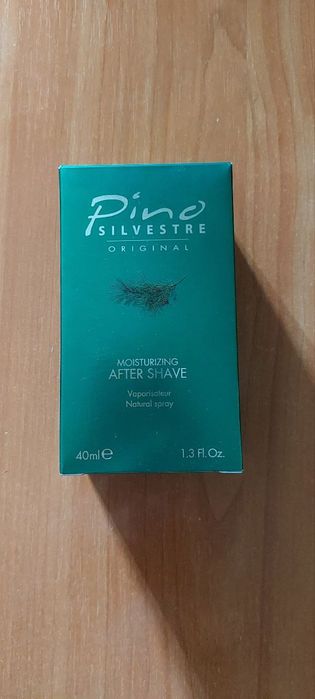 Pino
SILVESTRE
ORIGINAL
MOISTURIZING
AFTER SHAVE
Vaporisateur
Natural spray
40ml℮ 1.3 Fl.Oz.